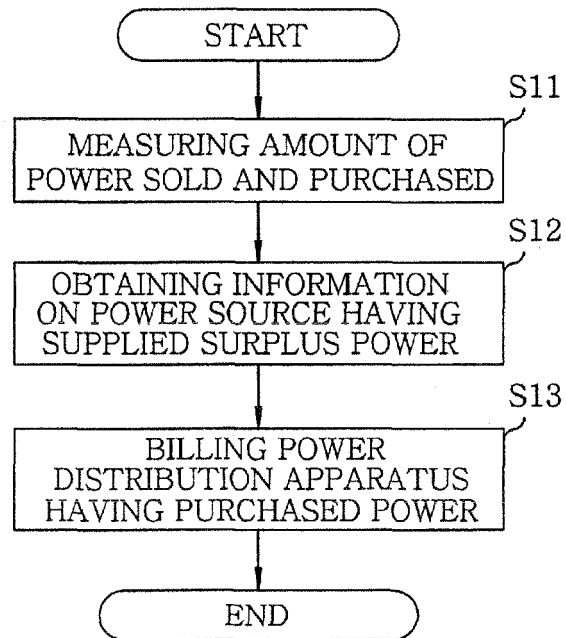 START
S11
MEASURING AMOUNT OF
POWER SOLD AND PURCHASED
S12
OBTAINING INFORMATION
ON POWER SOURCE HAVING
SUPPLIED SURPLUS POWER
S13
BILLING POWER
DISTRIBUTION APPARATUS
HAVING PURCHASED POWER
END